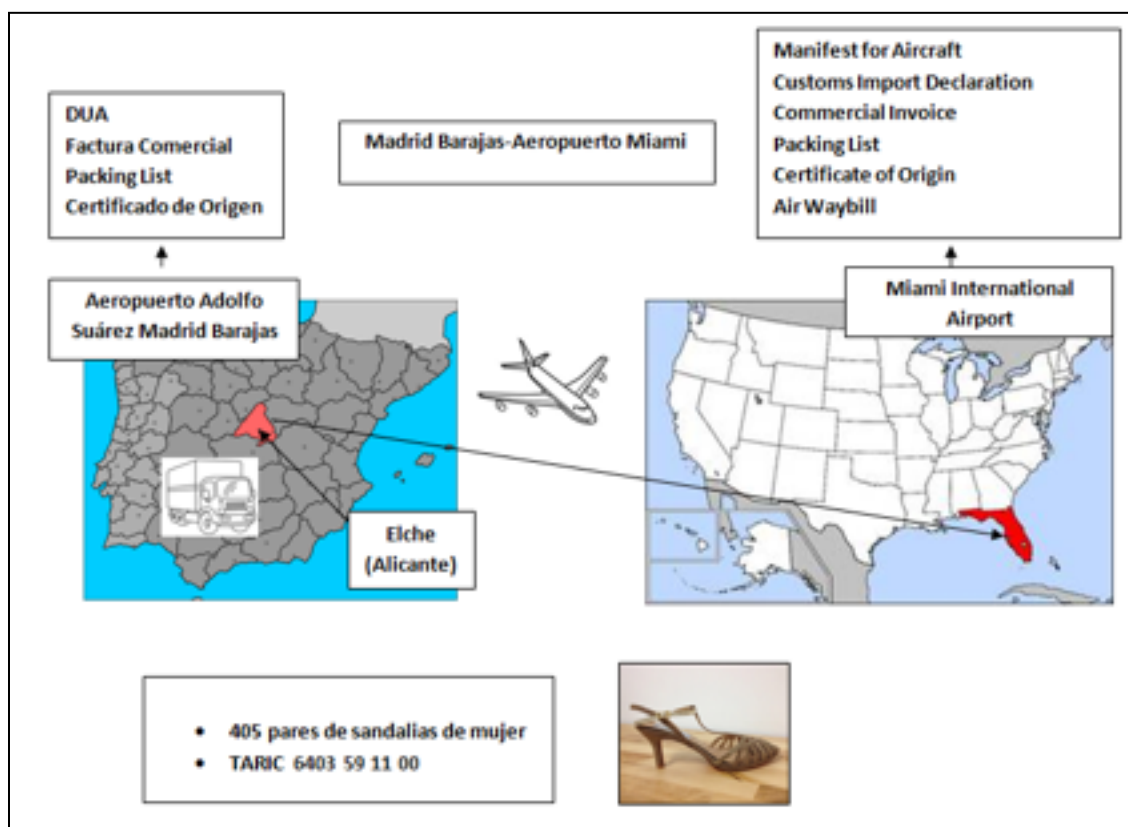 Manifest for Aircraft
Customs Import Declaration
Commercial Invoice
Packing List
Certificate of Origin
Air Waybill
DUA
Factura Comercial
Packing List
Certificado de Origen
Madrid Barajas-Aeropuerto Miami
Aeropuerto Adolfo
Suárez Madrid Barajas
Miami International
Airport
Elche
(Alicante)
• 405 pares de sandalias de mujer
• TARIC 6403 59 11 00